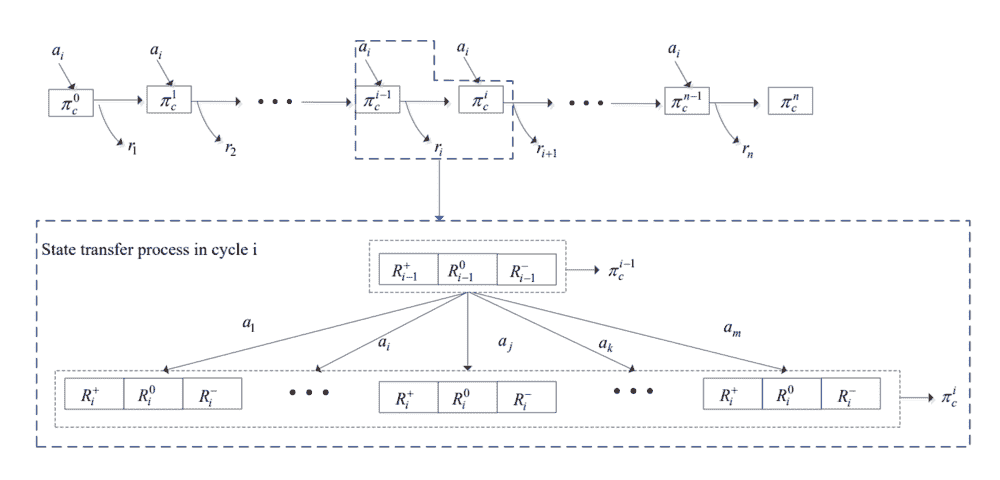 a_i a_i a_i a_i a_i
π_c^0 π_c^1 • • • π_c^{i-1} π_c^i • • • π_c^{n-1} π_c^n
r_1 r_2 r_i r_{i+1} r_n
State transfer process in cycle i
R_{i-1}^+ R_{i-1}^0 R_{i-1}^- π_c^{i-1}
a_1 a_i a_j a_k a_m
R_i^+ R_i^0 R_i^- • • • R_i^+ R_i^0 R_i^- • • • R_i^+ R_i^0 R_i^- π_c^i